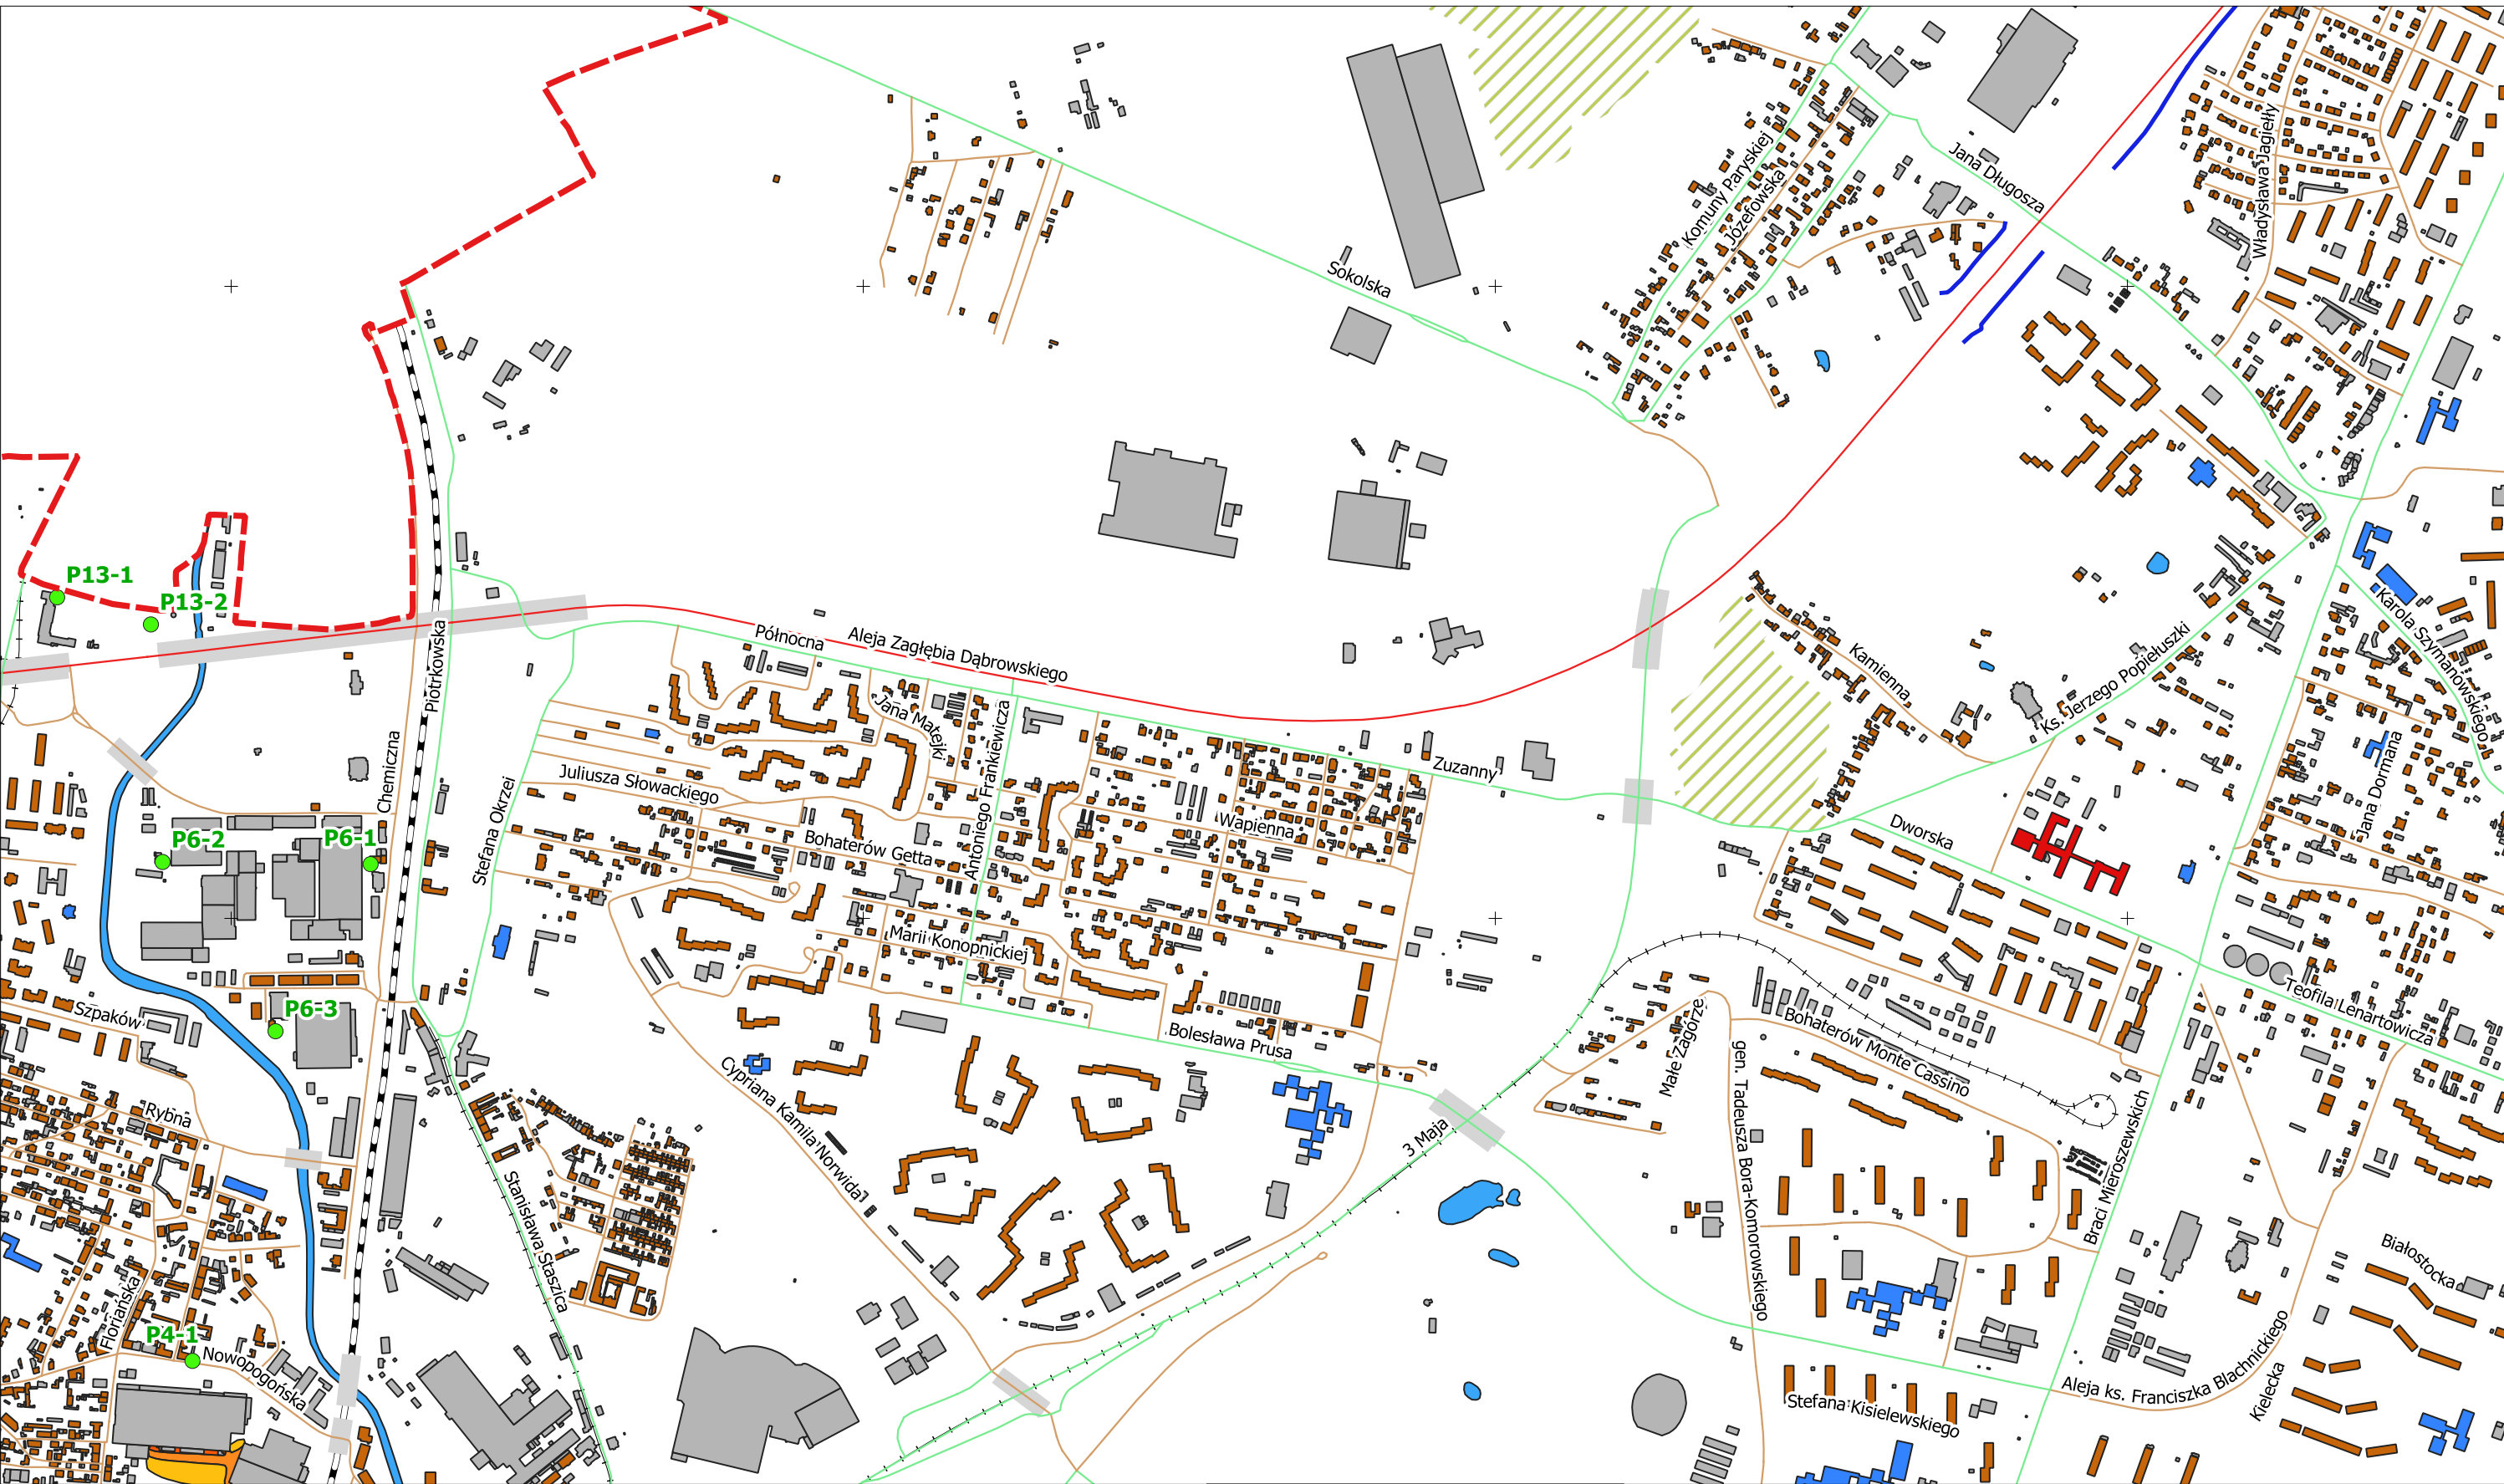 Jana Długosza
Władysława Jagiełły
Komuny Paryskiej
Józefowska
Sokolska
P13-1
P13-2
Piotrkowska
Północna
Aleja Zagłębia Dąbrowskiego
Karola Szymanowskiego
Kamienna
Ks. Jerzego Popiełuszki
Jana Matejki
Antoniego Frankiewicza
Chemiczna
Juliusza Słowackiego
Zuzanny
Jana Dormana
Stefana Okrzei
P6-2
P6-1
Bohaterów Getta
Wapienna
Dworska
Marii Konopnickiej
P6-3
Szpaków
Teofila Lenartowicza
Bolesława Prusa
Małe Zagórze
Bohaterów Monte Cassino
gen. Tadeusza Bora-Komorowskiego
Cypriana Kamila Norwida
Rybna
3 Maja
Braci Mieroszewskich
Stanisława Staszica
Białostocka
Floriańska
P4-1
Nowopogońska
Aleja ks. Franciszka Blachnickiego
Kielecka
Stefana Kisielewskiego